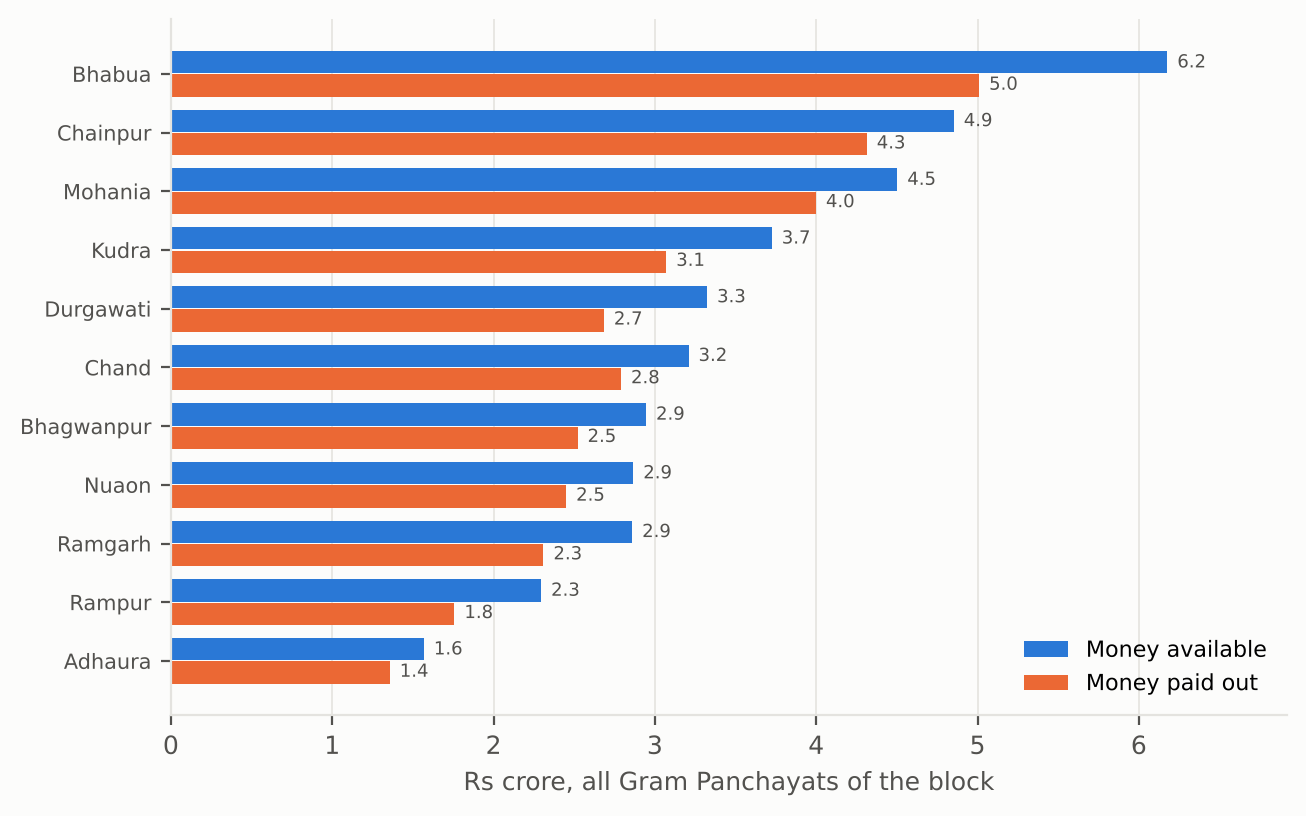 Bhabua
6.2
5.0
Chainpur
4.9
4.3
Mohania
4.5
4.0
Kudra
3.7
3.1
Durgawati
3.3
2.7
Chand
3.2
2.8
Bhagwanpur
2.9
2.5
Nuaon
2.9
2.5
Ramgarh
2.9
2.3
Rampur
2.3
1.8
Adhaura
1.6
1.4
Money available
Money paid out
0 1 2 3 4 5 6
Rs crore, all Gram Panchayats of the block